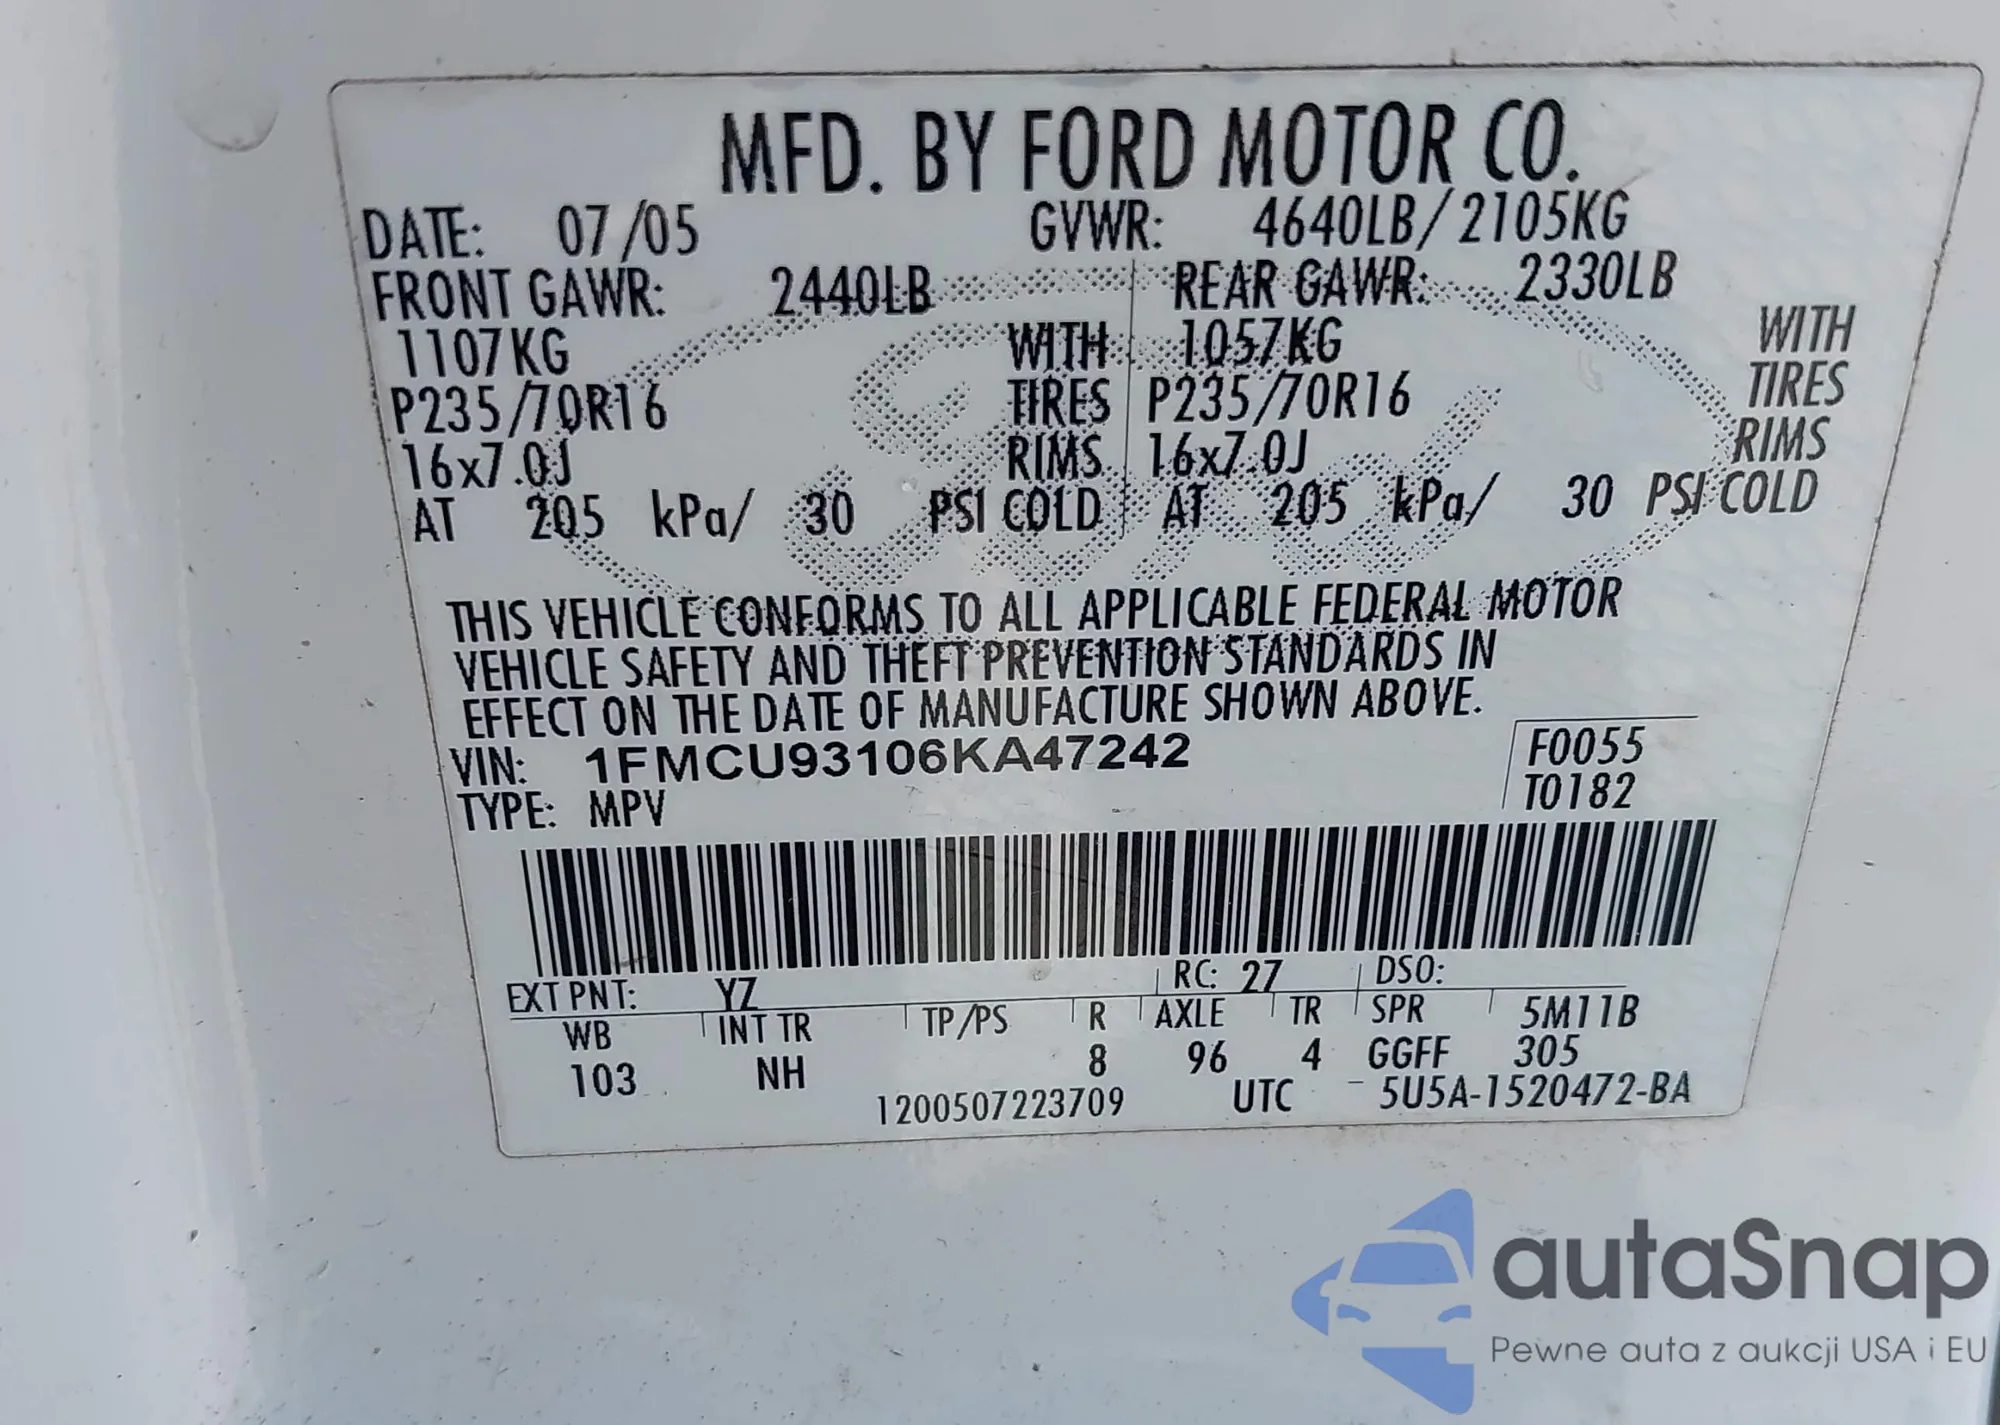 MFD. BY FORD MOTOR CO.
DATE: 07/05 GVWR: 4640LB/2105KG
FRONT GAWR: 2440LB REAR GAWR: 2330LB
1107KG WITH 1057KG WITH
P235/70R16 TIRES P235/70R16 TIRES
16x7.0J RIMS 16x7.0J RIMS
AT 205 kPa/ 30 PSI COLD AT 205 kPa/ 30 PSI COLD
THIS VEHICLE CONFORMS TO ALL APPLICABLE FEDERAL MOTOR
VEHICLE SAFETY AND THEFT PREVENTION STANDARDS IN
EFFECT ON THE DATE OF MANUFACTURE SHOWN ABOVE.
VIN: 1FMCU93106KA47242 F0055
TYPE: MPV T0182
EXT PNT: YZ RC: 27 DSO:
WB INT TR TP/PS R AXLE TR SPR 5M11B
103 NH 8 96 4 GGFF 305
1200507223709 UTC 5U5A-1520472-BA
autaSnap
Pewne auta z aukcji USA i EU